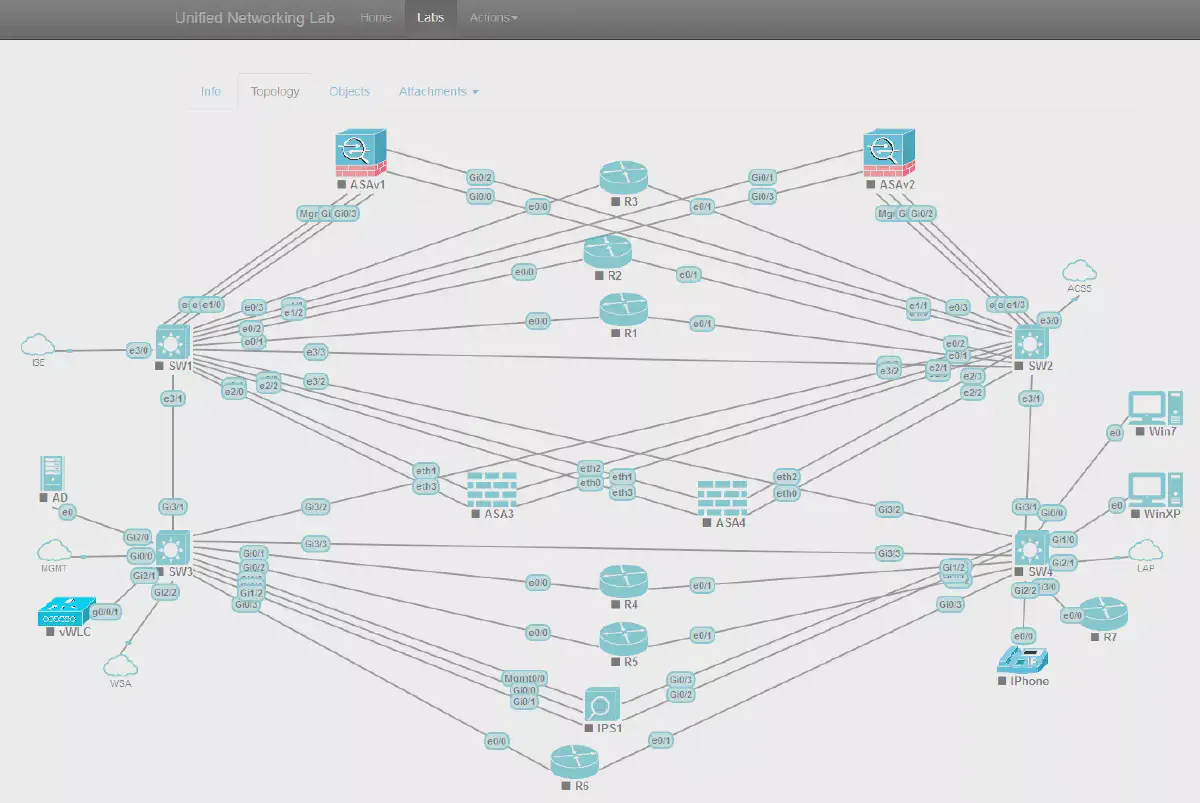 Unified Networking Lab Home Labs Actions
Info Topology Objects Attachments
ASAv1
ASAv2
Gi0/2
Gi0/1
Gi0/0
Gi0/3
R3
e0/0
e0/1
Mgr Gi Gi0/3
Mgr Gi Gi0/2
R2
e0/0
e0/1
ACS5
e1/0
e0/3
e1/2
e1/1
e0/3
e1/3
R1
e0/0
e0/1
e3/0
e0/2
e0/1
e0/2
e0/1
ISE
e3/0
SW1
e3/3
SW2
e3/2
e2/1
e2/0
e2/2
e3/2
e2/3
e2/2
e3/1
e3/1
Win7
e0
eth1
eth3
eth2
eth0
eth1
eth3
eth2
eth0
AD
e0
ASA3
ASA4
WinXP
e0
Gi3/1
Gi3/2
Gi3/2
Gi3/1
Gi0/0
Gi2/0
Gi3/3
Gi3/3
Gi1/0
MGMT
Gi0/0
Gi2/1
SW3
Gi0/1
Gi0/2
Gi1/2
Gi0/3
Gi1/2
SW4
Gi2/1
LAP
Gi2/2
Gi2/2
Gi3/0
e0/0
e0/1
R4
Gi0/3
vWLC
g0/0/1
e0/0
R7
e0/0
e0/1
R5
e0/0
IPhone
WSA
Mgmt0/0
Gi0/0
Gi0/1
Gi0/3
Gi0/2
IPS1
e0/0
e0/1
R6